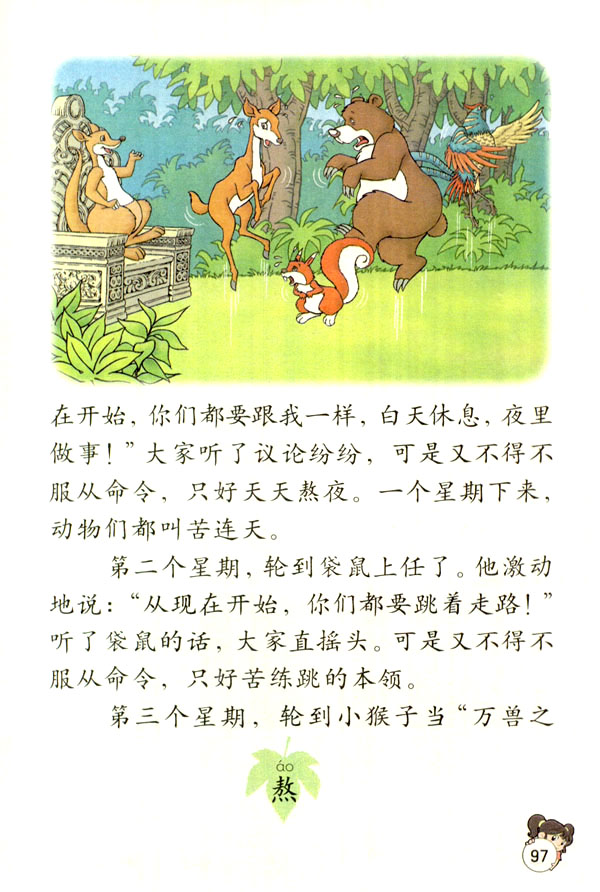 在开始，你们都要跟我一样，白天休息，夜里
做事！”大家听了议论纷纷，可是又不得不
服从命令，只好天天熬夜。一个星期下来，
动物们都叫苦连天。
第二个星期，轮到袋鼠上任了。他激动
地说：“从现在开始，你们都要跳着走路！”
听了袋鼠的话，大家直摇头。可是又不得不
服从命令，只好苦练跳的本领。
第三个星期，轮到小猴子当“万兽之
áo
熬
97